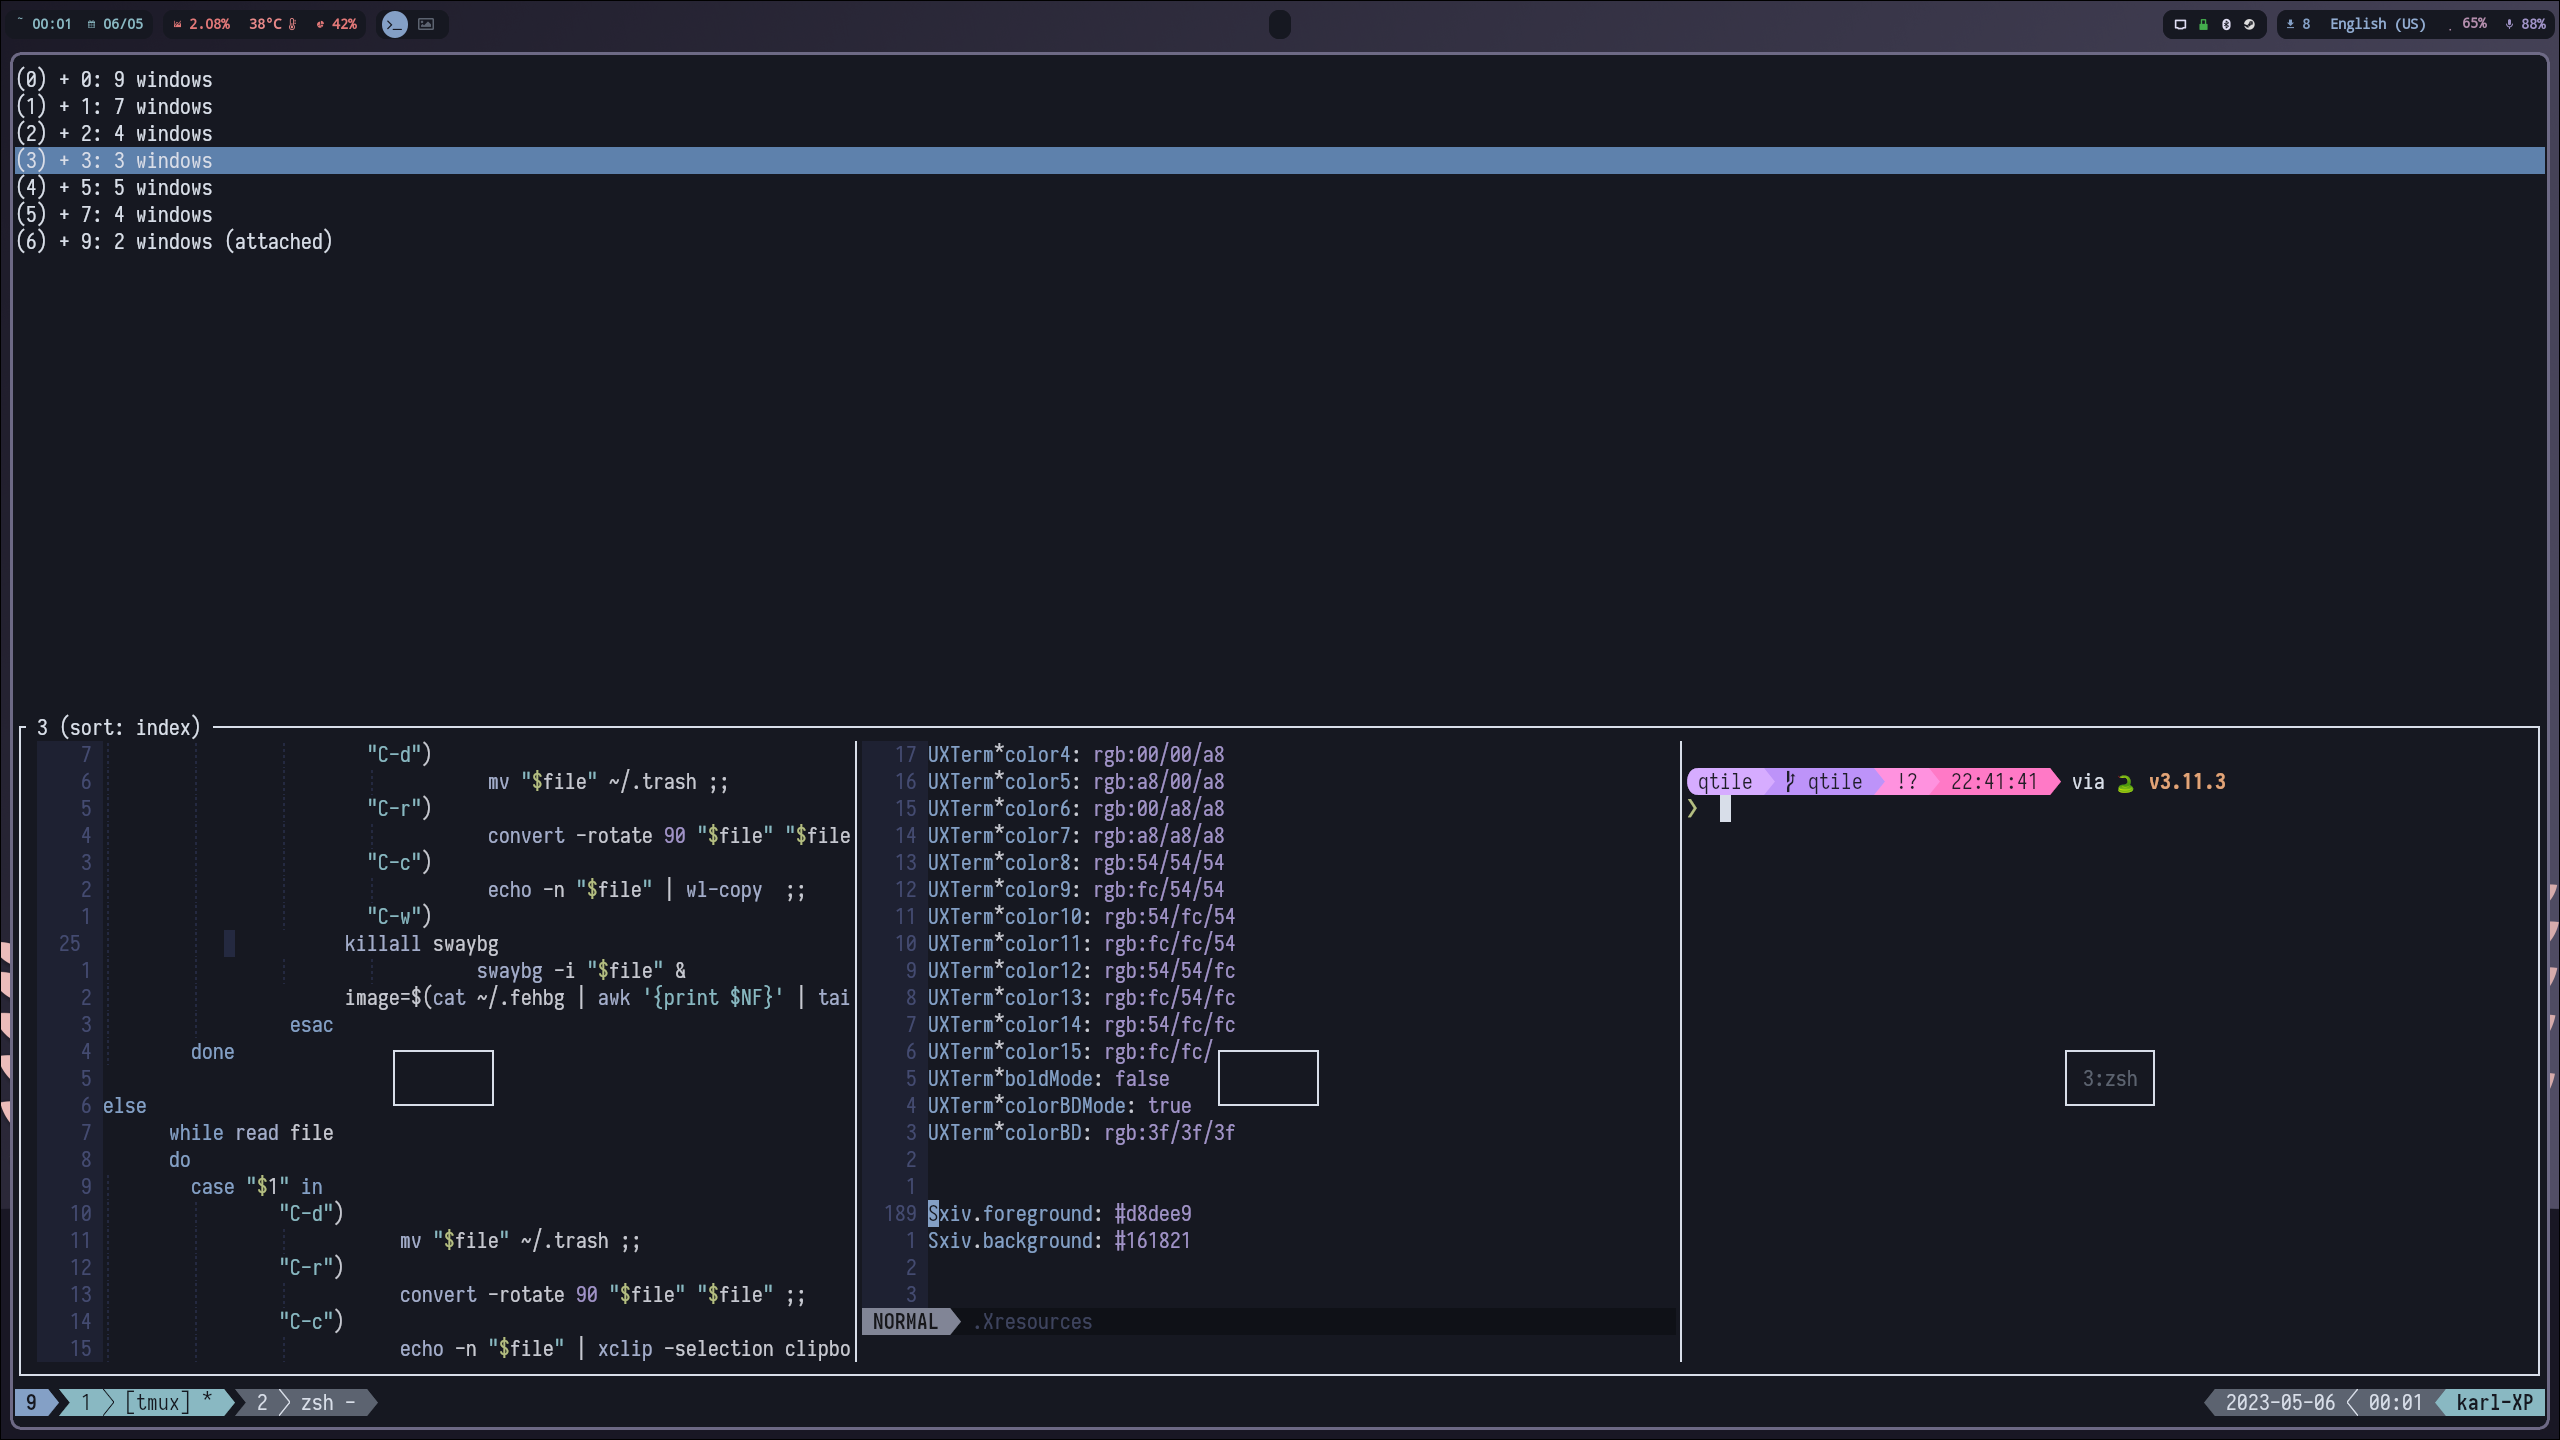 00:01 06/05 2.08% 38°C 42% 8 English (US) 65% 88%
(0) + 0: 9 windows
(1) + 1: 7 windows
(2) + 2: 4 windows
(3) + 3: 3 windows
(4) + 5: 5 windows
(5) + 7: 4 windows
(6) + 9: 2 windows (attached)
3 (sort: index)
7 "C-d")
6 mv "$file" ~/.trash ;;
5 "C-r")
4 convert -rotate 90 "$file" "$file
3 "C-c")
2 echo -n "$file" | wl-copy  ;;
1 "C-w")
25 killall swaybg
1 swaybg -i "$file" &
2 image=$(cat ~/.fehbg | awk '{print $NF}' | tai
3 esac
4 done
5
6 else
7 while read file
8 do
9 case "$1" in
10 "C-d")
11 mv "$file" ~/.trash ;;
12 "C-r")
13 convert -rotate 90 "$file" "$file" ;;
14 "C-c")
15 echo -n "$file" | xclip -selection clipbo
17 UXTerm*color4: rgb:00/00/a8
16 UXTerm*color5: rgb:a8/00/a8
15 UXTerm*color6: rgb:00/a8/a8
14 UXTerm*color7: rgb:a8/a8/a8
13 UXTerm*color8: rgb:54/54/54
12 UXTerm*color9: rgb:fc/54/54
11 UXTerm*color10: rgb:54/fc/54
10 UXTerm*color11: rgb:fc/fc/54
9 UXTerm*color12: rgb:54/54/fc
8 UXTerm*color13: rgb:fc/54/fc
7 UXTerm*color14: rgb:54/fc/fc
6 UXTerm*color15: rgb:fc/fc/
5 UXTerm*boldMode: false
4 UXTerm*colorBDMode: true
3 UXTerm*colorBD: rgb:3f/3f/3f
2
1
189 Sxiv.foreground: #d8dee9
1 Sxiv.background: #161821
2
3
NORMAL .Xresources
qtile qtile !? 22:41:41 via v3.11.3
❯
3:zsh
9 1 [tmux] * 2 zsh - 2023-05-06 00:01 karl-XP